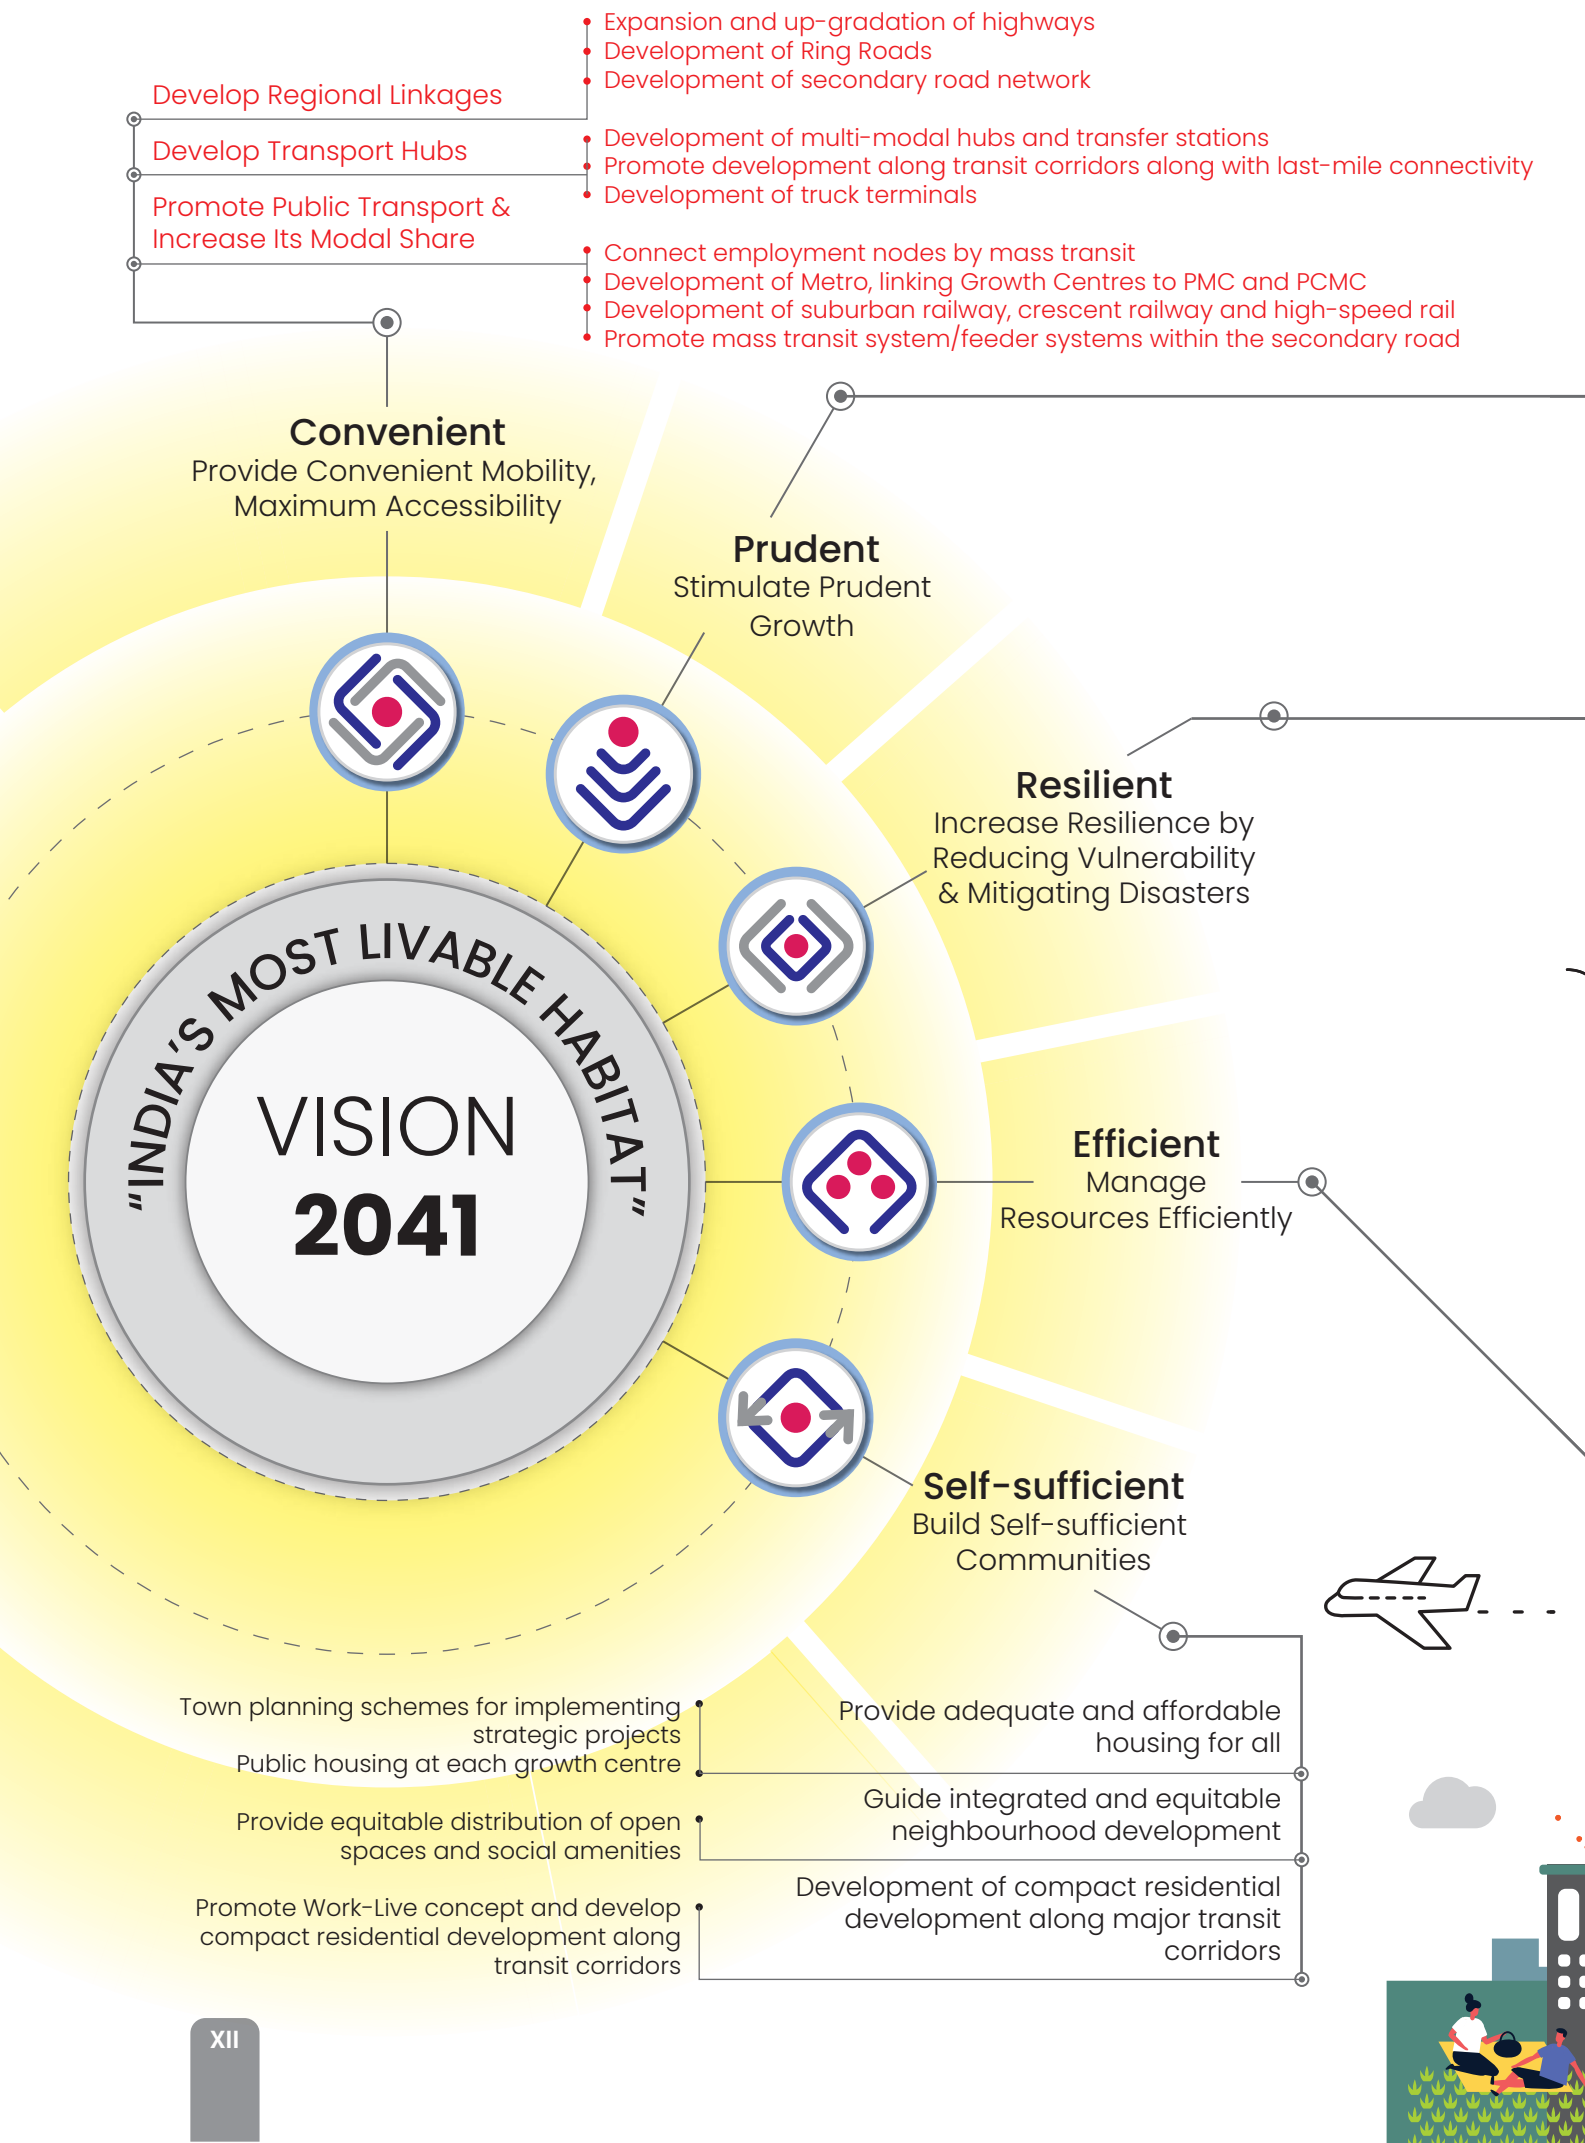 Expansion and up-gradation of highways
Development of Ring Roads
Development of secondary road network
Develop Regional Linkages
Develop Transport Hubs
Development of multi-modal hubs and transfer stations
Promote development along transit corridors along with last-mile connectivity
Development of truck terminals
Promote Public Transport &
Increase Its Modal Share
Connect employment nodes by mass transit
Development of Metro, linking Growth Centres to PMC and PCMC
Development of suburban railway, crescent railway and high-speed rail
Promote mass transit system/feeder systems within the secondary road
Convenient
Provide Convenient Mobility,
Maximum Accessibility
Prudent
Stimulate Prudent
Growth
Resilient
Increase Resilience by
Reducing Vulnerability
& Mitigating Disasters
"INDIA'S MOST LIVABLE HABITAT"
VISION
2041
Efficient
Manage
Resources Efficiently
Self-sufficient
Build Self-sufficient
Communities
Town planning schemes for implementing
strategic projects
Public housing at each growth centre
Provide adequate and affordable
housing for all
Provide equitable distribution of open
spaces and social amenities
Guide integrated and equitable
neighbourhood development
Promote Work-Live concept and develop
compact residential development along
transit corridors
Development of compact residential
development along major transit
corridors
XII